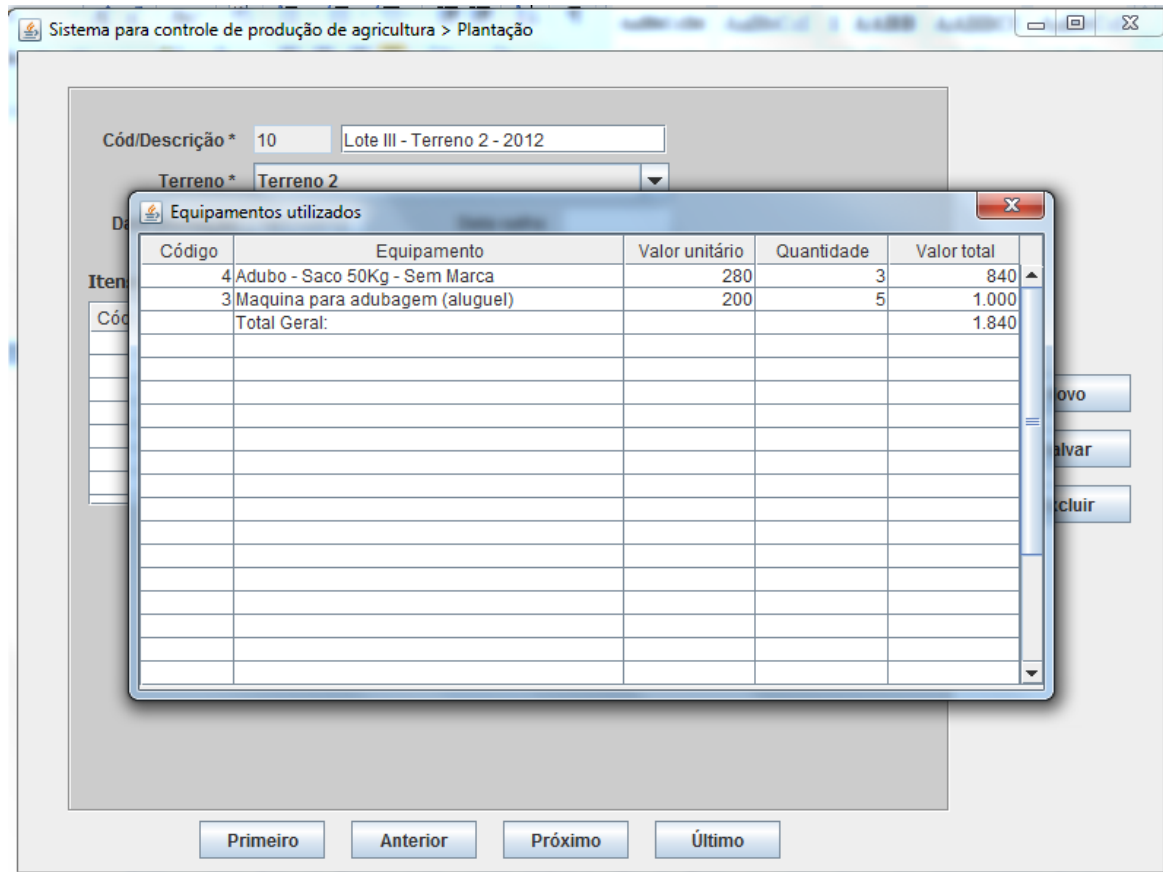 Sistema para controle de produção de agricultura > Plantação
Cód/Descrição * 10 Lote III - Terreno 2 - 2012
Terreno * Terreno 2
Equipamentos utilizados
Código Equipamento Valor unitário Quantidade Valor total
4 Adubo - Saco 50Kg - Sem Marca 280 3 840
3 Maquina para adubagem (aluguel) 200 5 1.000
Total Geral: 1.840
Primeiro Anterior Próximo Último